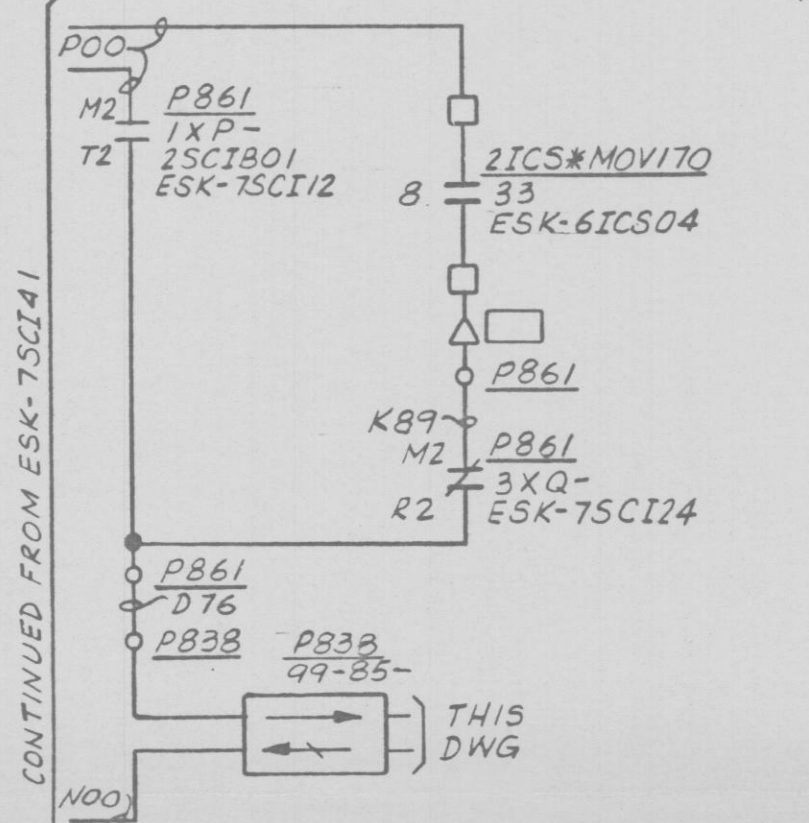 CONTINUED FROM ESK-7SCI41
P00
M2
T2
P861
1XP-
2SCIB01
ESK-7SCI12
2ICS*MOV170
8
33
ESK-6ICS04
P861
K89
M2
R2
P861
3XQ-
ESK-7SCI24
P861
D76
P838
P838
99-85-
THIS
DWG
N00